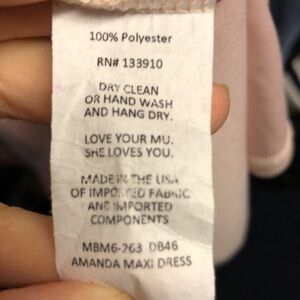 100% Polyester
RN# 133910
DRY CLEAN
OR HAND WASH
AND HANG DRY.
LOVE YOUR MU.
SHE LOVES YOU.
MADE IN THE USA
OF IMPORTED FABRIC
AND IMPORTED
COMPONENTS
MBM6-263 DB46
AMANDA MAXI DRESS